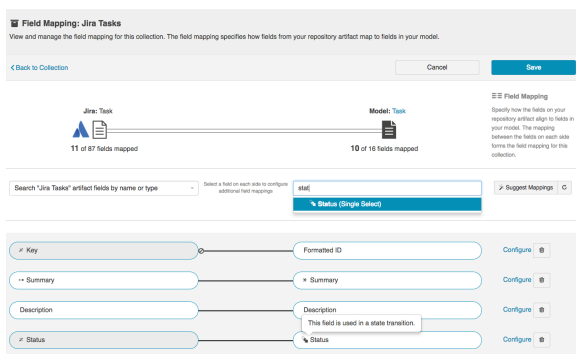 Field Mapping: Jira Tasks
View and manage the field mapping for this collection. The field mapping specifies how fields from your repository artifact map to fields in your model.
Back to Collection
Cancel
Save
Jira: Task
11 of 87 fields mapped
Model: Task
10 of 16 fields mapped
Field Mapping
Specify how the fields on your
repository artifact align to fields in
your model. The mapping
between the fields on each side
forms the field mapping for this
collection.
Search "Jira Tasks" artifact fields by name or type
Select a field on each side to configure
additional field mappings
stat
Status (Single Select)
Suggest Mappings
Key
Formatted ID
Configure
Summary
Summary
Configure
Description
Description
Configure
This field is used in a state transition.
Status
Status
Configure